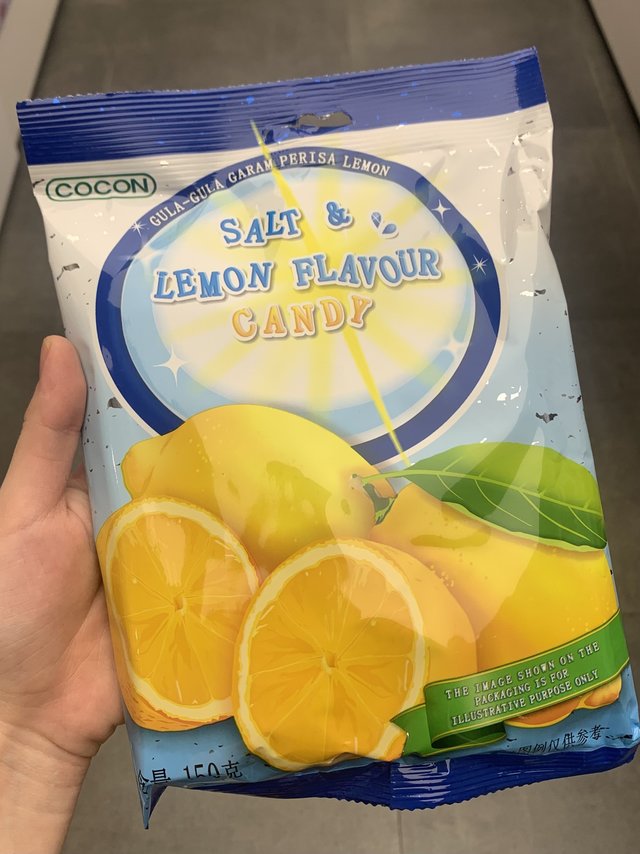 COCON
GULA-GULA GARAM PERISA LEMON
SALT &
LEMON FLAVOUR
CANDY
THE IMAGE SHOWN ON THE
PACKAGING IS FOR
ILLUSTRATIVE PURPOSE ONLY
图例仅供参考
150克